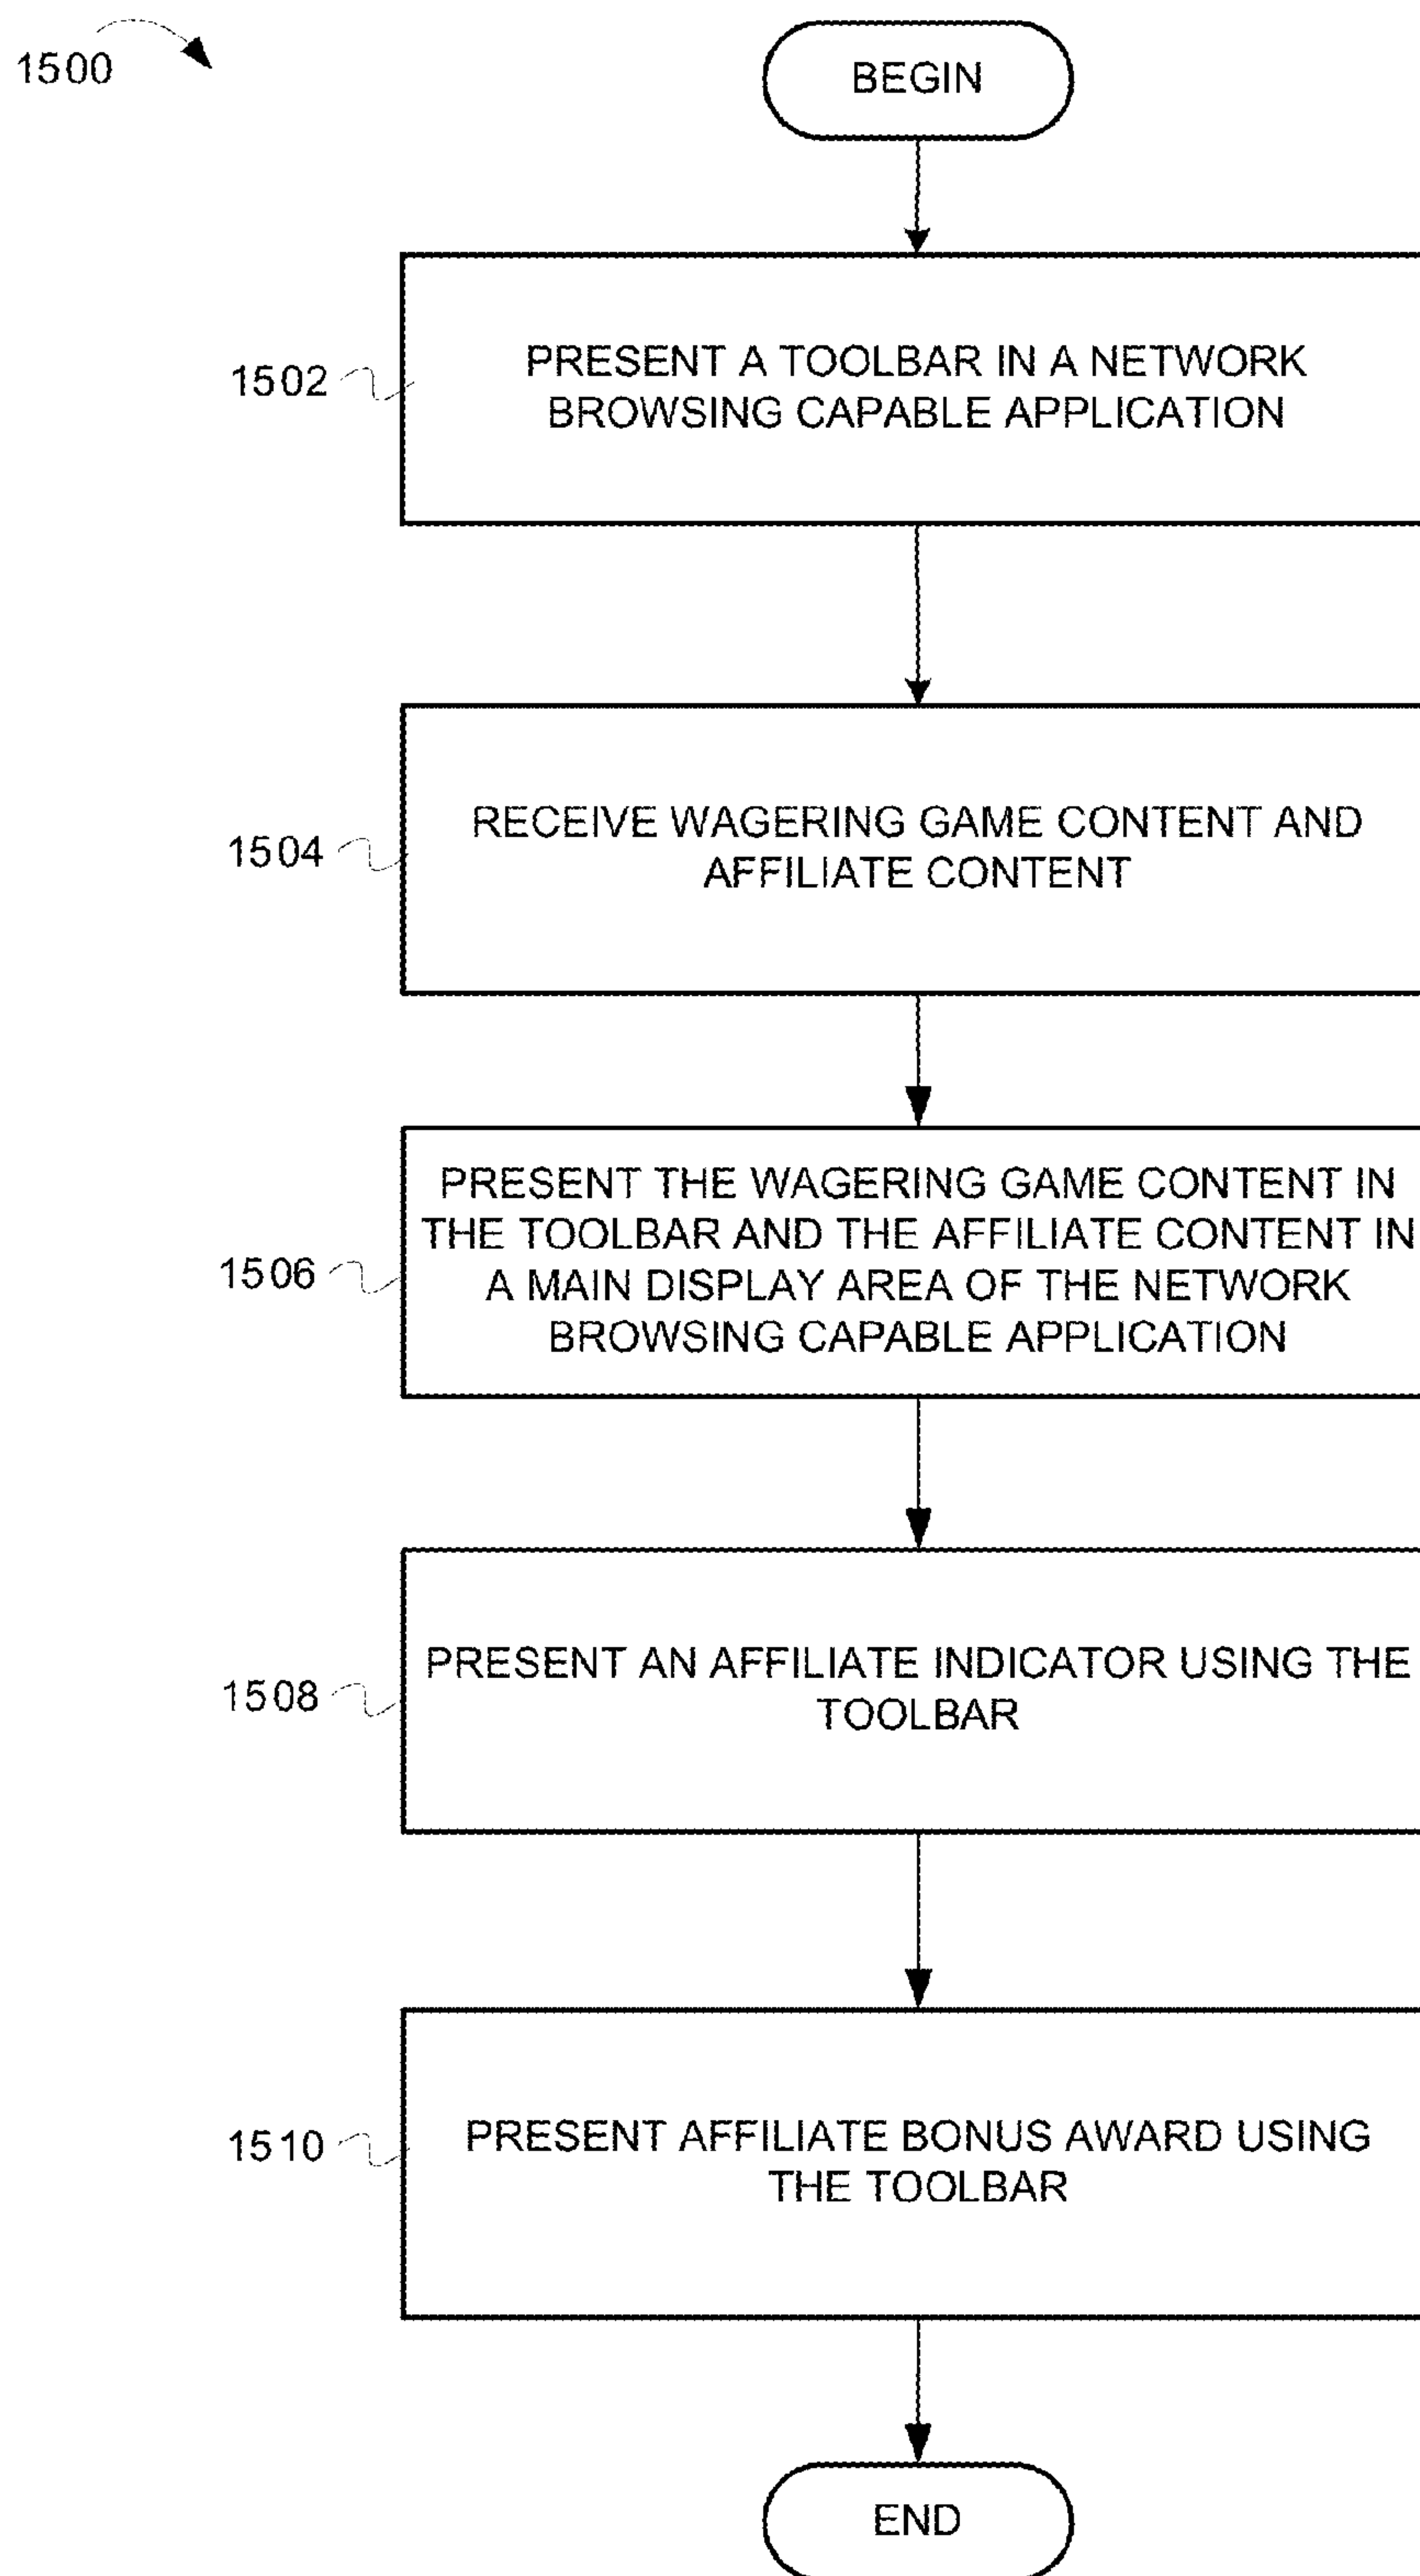 1500
BEGIN
1502
PRESENT A TOOLBAR IN A NETWORK
BROWSING CAPABLE APPLICATION
1504
RECEIVE WAGERING GAME CONTENT AND
AFFILIATE CONTENT
1506
PRESENT THE WAGERING GAME CONTENT IN
THE TOOLBAR AND THE AFFILIATE CONTENT IN
A MAIN DISPLAY AREA OF THE NETWORK
BROWSING CAPABLE APPLICATION
1508
PRESENT AN AFFILIATE INDICATOR USING THE
TOOLBAR
1510
PRESENT AFFILIATE BONUS AWARD USING
THE TOOLBAR
END